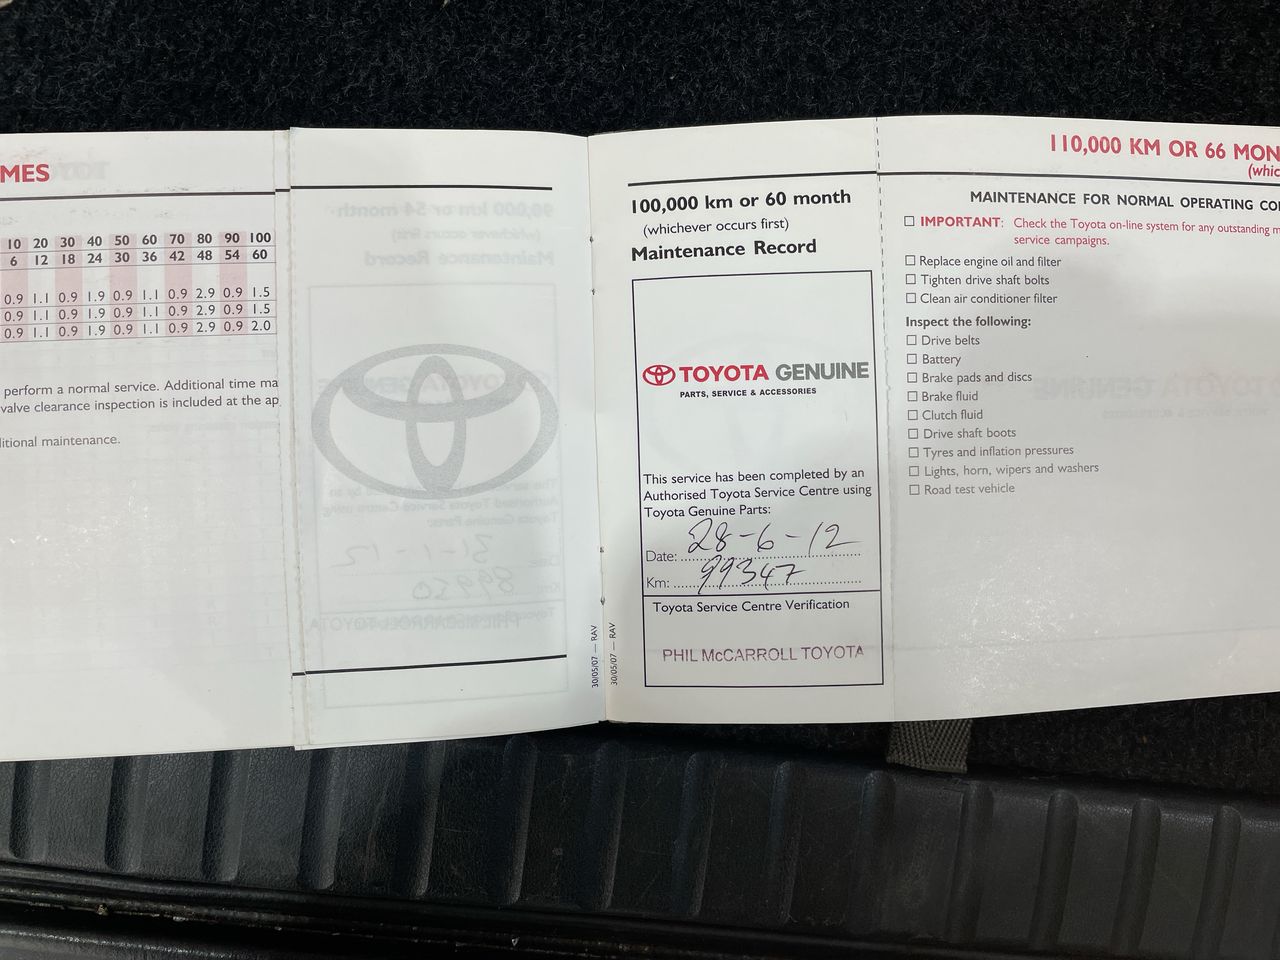 MES
10 20 30 40 50 60 70 80 90 100
6 12 18 24 30 36 42 48 54 60
0.9 1.1 0.9 1.9 0.9 1.1 0.9 2.9 0.9 1.5
0.9 1.1 0.9 1.9 0.9 1.1 0.9 2.9 0.9 1.5
0.9 1.1 0.9 1.9 0.9 1.1 0.9 2.9 0.9 2.0
perform a normal service. Additional time ma
valve clearance inspection is included at the ap
litional maintenance.
30/05/07 — RAV
30/05/07 — RAV
100,000 km or 60 month
(whichever occurs first)
Maintenance Record
TOYOTA GENUINE
PARTS, SERVICE & ACCESSORIES
This service has been completed by an
Authorised Toyota Service Centre using
Toyota Genuine Parts:
Date: 28-6-12
Km: 99347
Toyota Service Centre Verification
PHIL McCARROLL TOYOTA
110,000 KM OR 66 MON
(whic
MAINTENANCE FOR NORMAL OPERATING CO
IMPORTANT: Check the Toyota on-line system for any outstanding m
service campaigns.
Replace engine oil and filter
Tighten drive shaft bolts
Clean air conditioner filter
Inspect the following:
Drive belts
Battery
Brake pads and discs
Brake fluid
Clutch fluid
Drive shaft boots
Tyres and inflation pressures
Lights, horn, wipers and washers
Road test vehicle